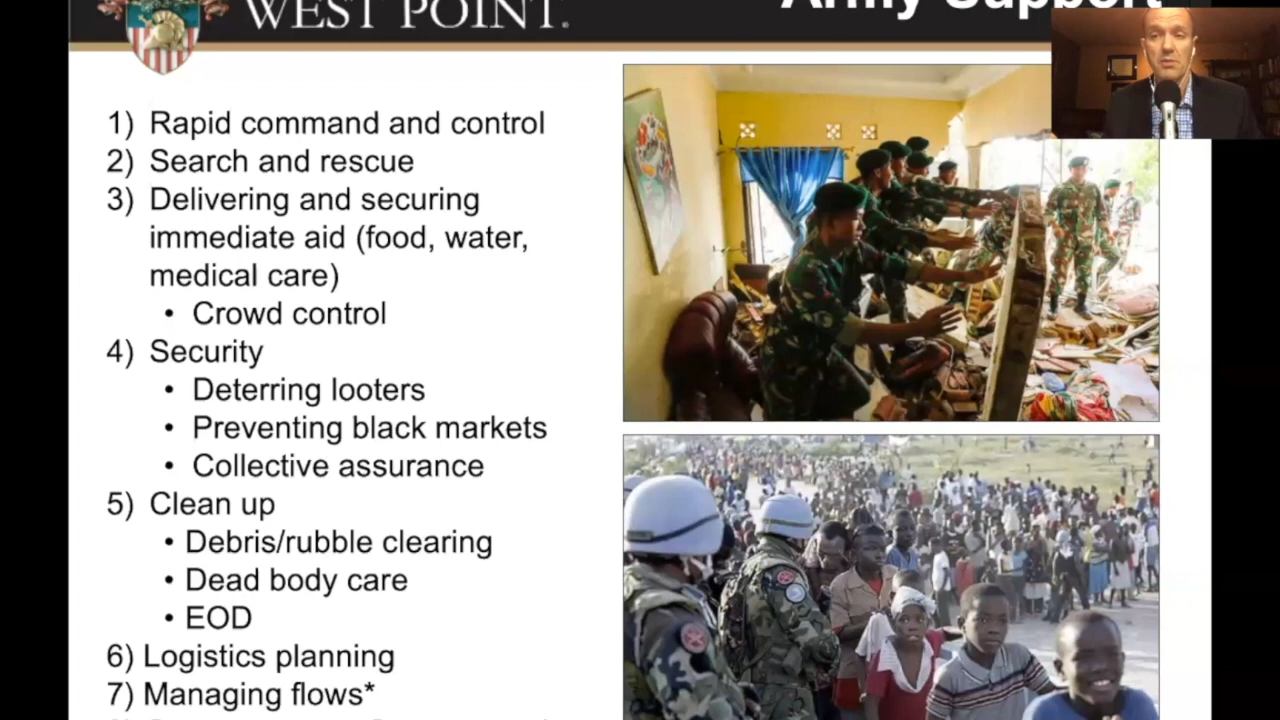 WEST POINT.
Army Support
1) Rapid command and control
2) Search and rescue
3) Delivering and securing
immediate aid (food, water,
medical care)
• Crowd control
4) Security
• Deterring looters
• Preventing black markets
• Collective assurance
5) Clean up
• Debris/rubble clearing
• Dead body care
• EOD
6) Logistics planning
7) Managing flows*